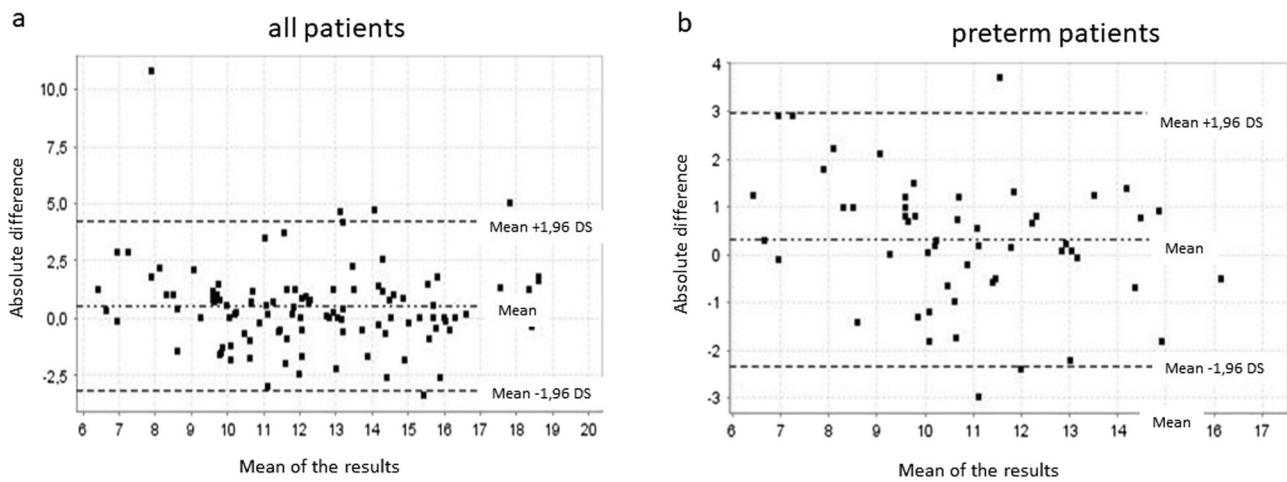 a
all patients
Absolute difference
10,0
7,5
5,0
2,5
0,0
-2,5
Mean +1,96 DS
Mean
Mean -1,96 DS
6 7 8 9 10 11 12 13 14 15 16 17 18 19 20
Mean of the results
b
preterm patients
Absolute difference
4
3
2
1
0
-1
-2
-3
Mean +1,96 DS
Mean
Mean -1,96 DS
Mean
6 7 8 9 10 11 12 13 14 16 17
Mean of the results